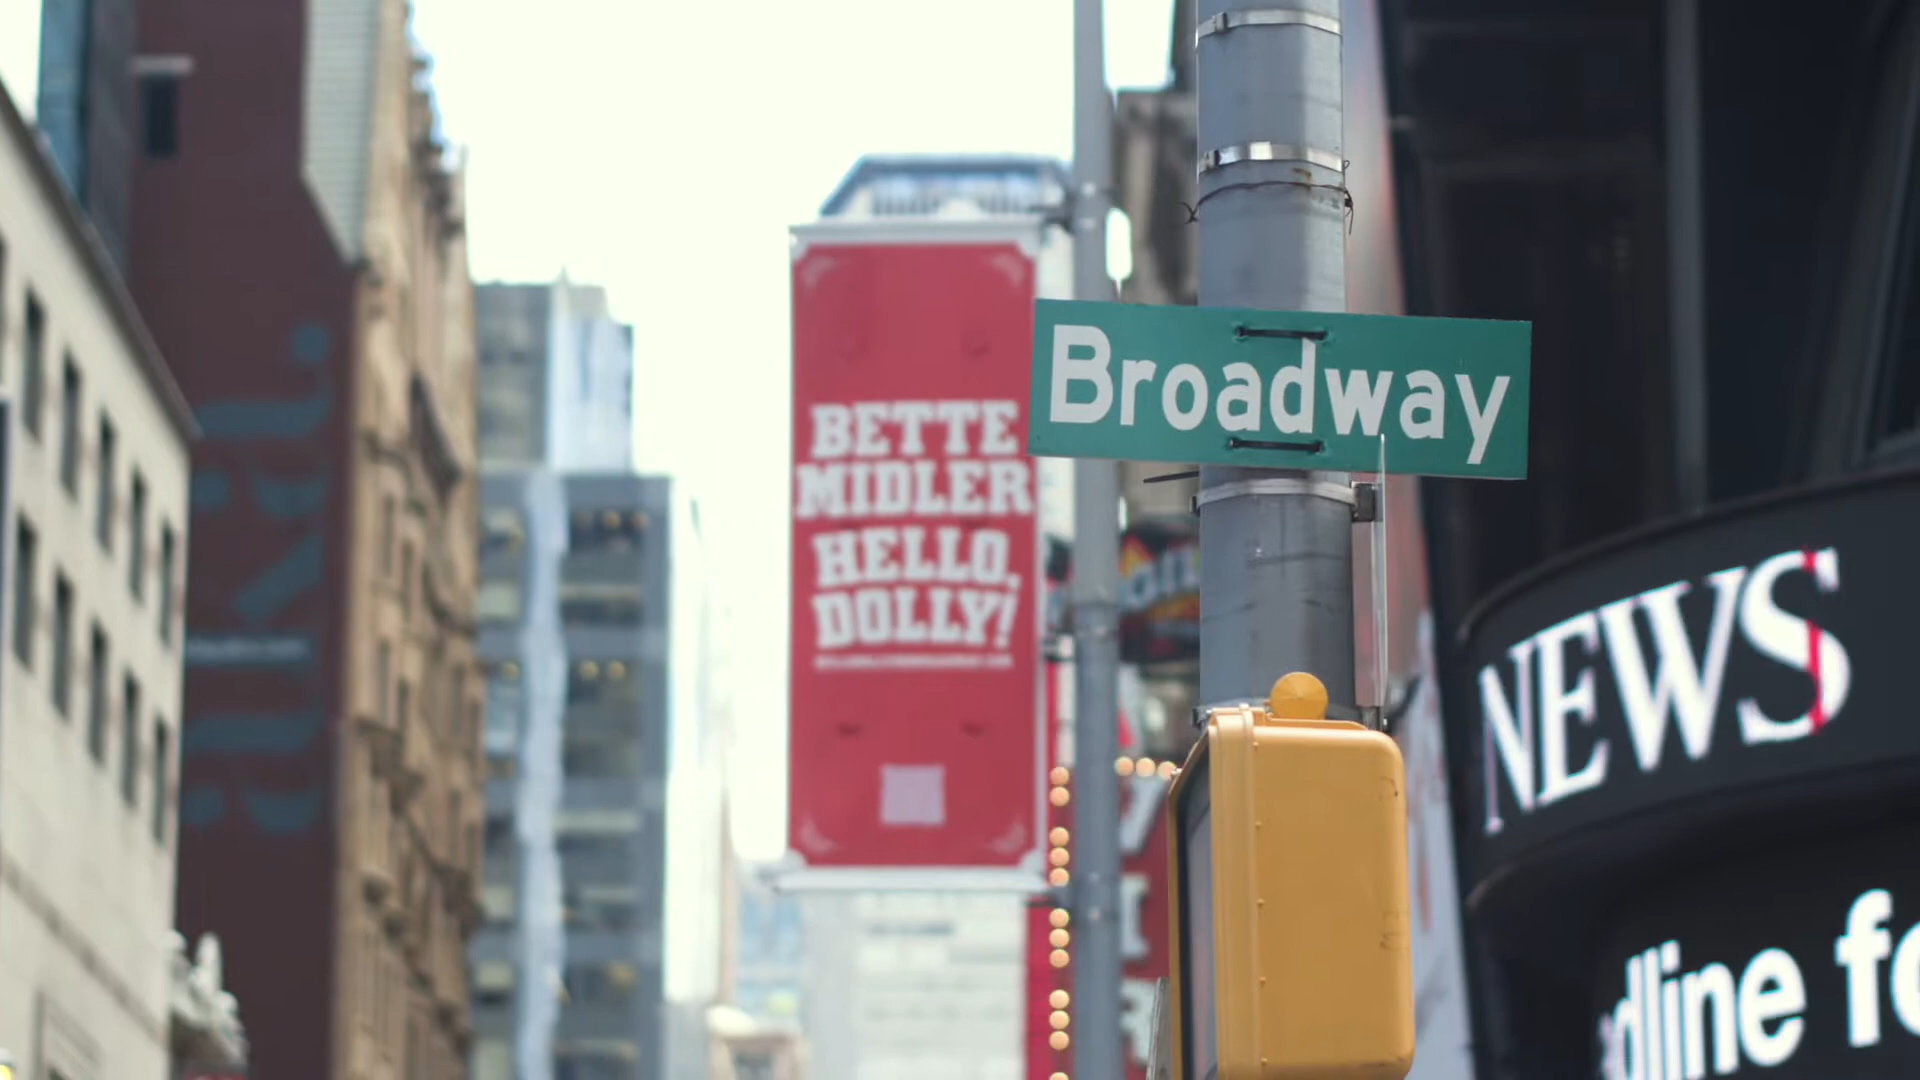 BETTE
MIDLER
HELLO,
DOLLY!
Broadway
NEWS
dline fo